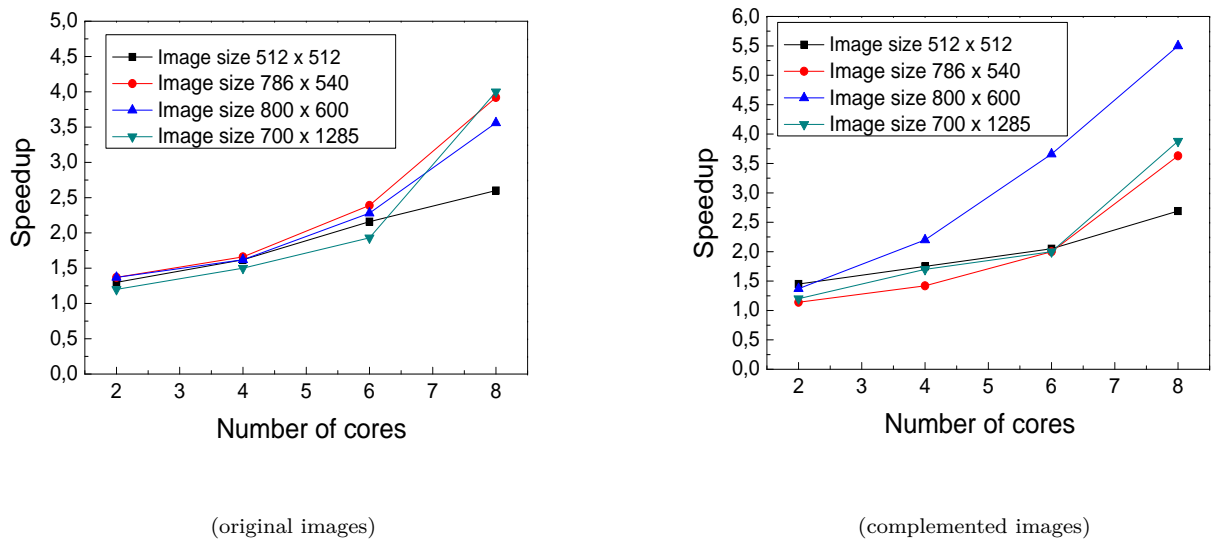 5,0
4,5
4,0
3,5
3,0
2,5
2,0
1,5
1,0
0,5
0,0
Speedup
Image size 512 x 512
Image size 786 x 540
Image size 800 x 600
Image size 700 x 1285
2 3 4 5 6 7 8
Number of cores
(original images)
6,0
5,5
5,0
4,5
4,0
3,5
3,0
2,5
2,0
1,5
1,0
0,5
0,0
Speedup
Image size 512 x 512
Image size 786 x 540
Image size 800 x 600
Image size 700 x 1285
2 3 4 5 6 7 8
Number of cores
(complemented images)